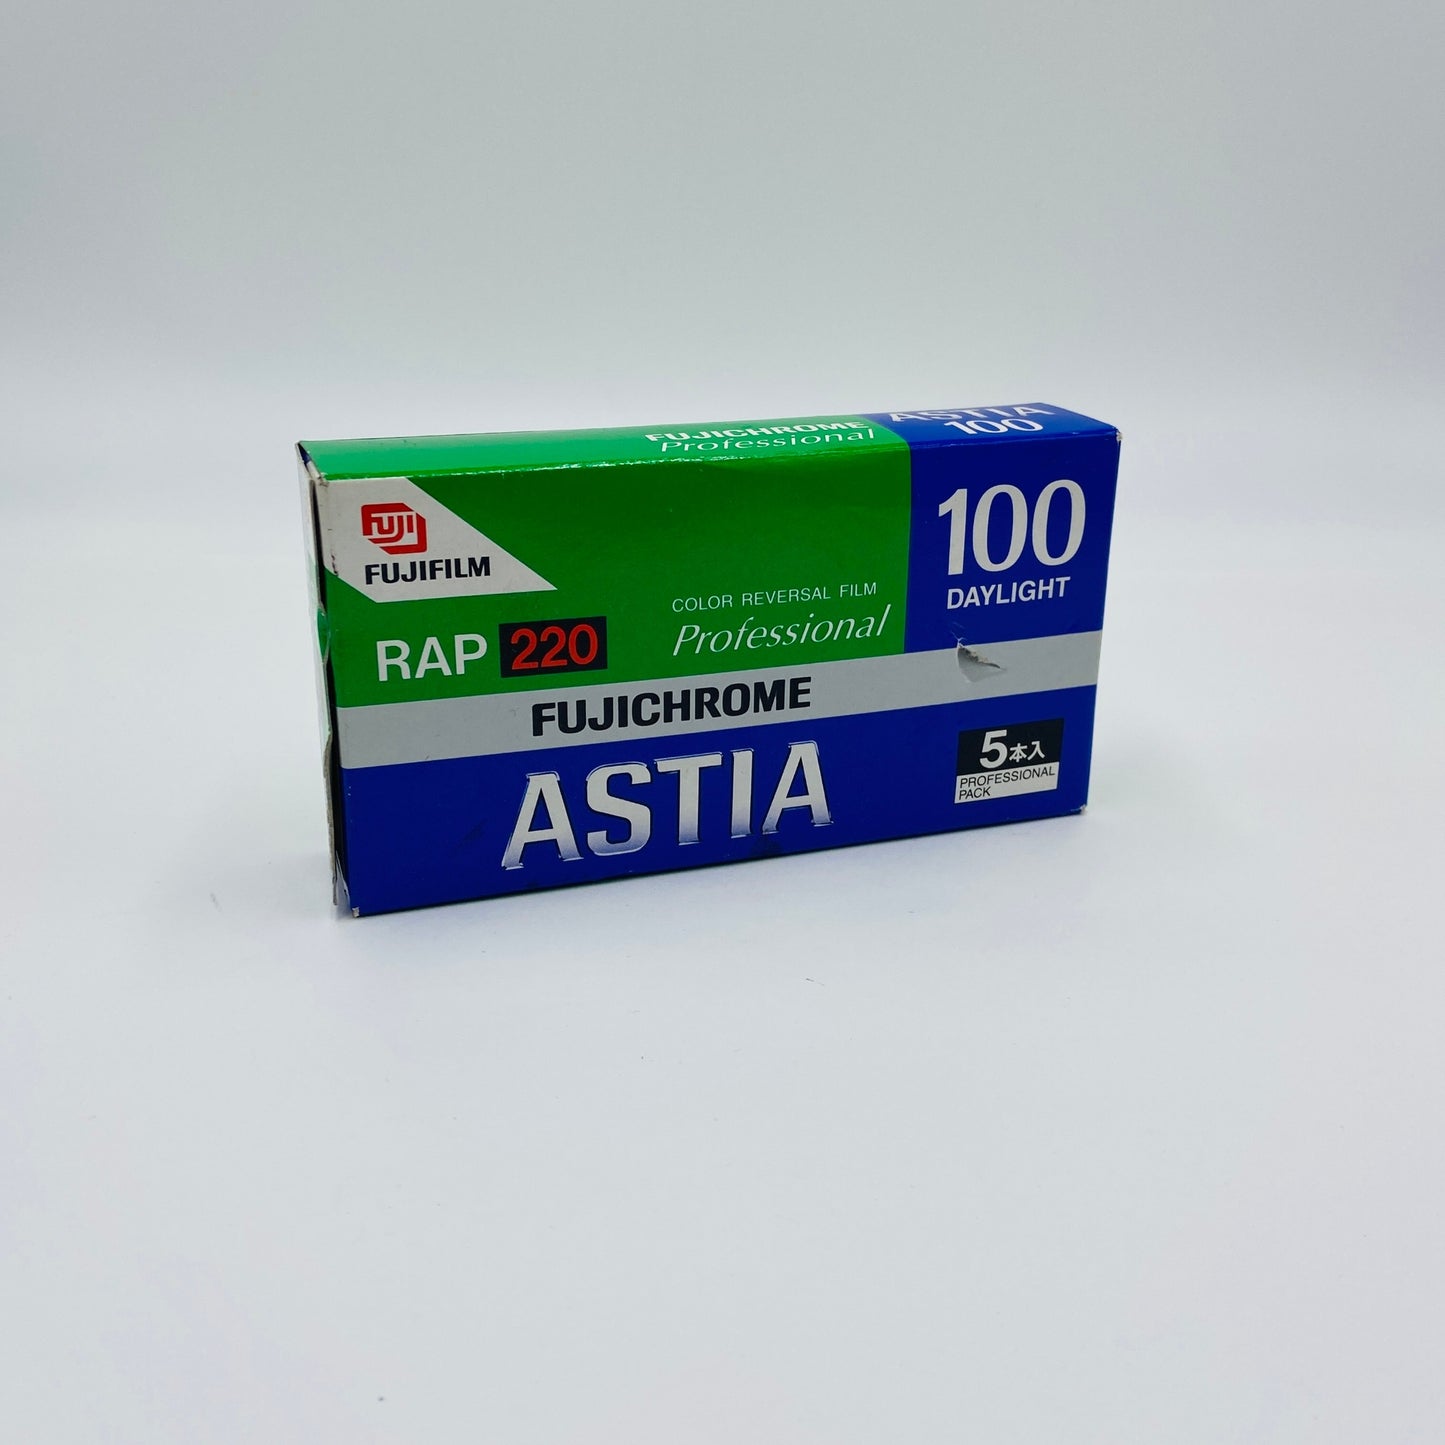 FUJICHROME
Professional
ASTIA
100
FUJI
FUJIFILM
100
DAYLIGHT
COLOR REVERSAL FILM
Professional
RAP 220
FUJICHROME
ASTIA
5本入
PROFESSIONAL
PACK